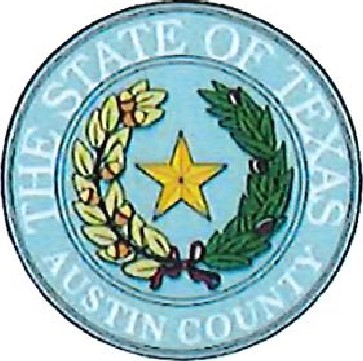 THE STATE OF TEXAS
AUSTIN COUNTY